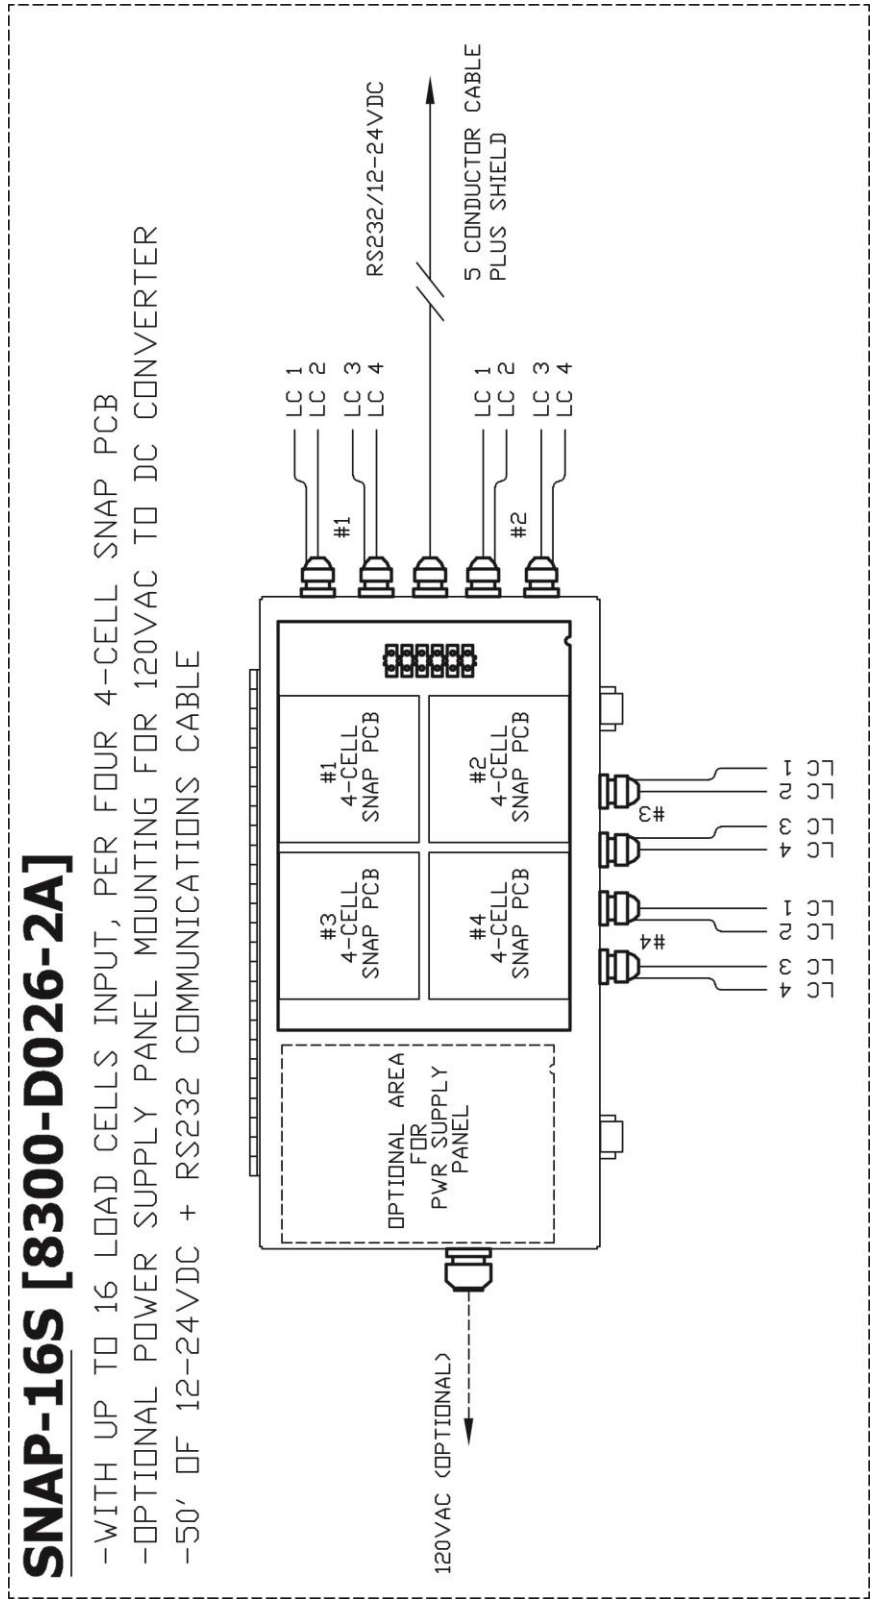 SNAP-16S [8300-D026-2A]
-WITH UP TO 16 LOAD CELLS INPUT, PER FOUR 4-CELL SNAP PCB
-OPTIONAL POWER SUPPLY PANEL MOUNTING FOR 120VAC TO DC CONVERTER
-50' OF 12-24VDC + RS232 COMMUNICATIONS CABLE
LC 1
LC 2
LC 3
LC 4
#1
RS232/12-24VDC
5 CONDUCTOR CABLE
PLUS SHIELD
LC 1
LC 2
LC 3
LC 4
#2
#3
4-CELL
SNAP PCB
#1
4-CELL
SNAP PCB
#4
4-CELL
SNAP PCB
#2
4-CELL
SNAP PCB
OPTIONAL AREA
FOR
PWR SUPPLY
PANEL
120VAC (OPTIONAL)
#4
#3
LC 4
LC 3
LC 2
LC 1
LC 4
LC 3
LC 2
LC 1